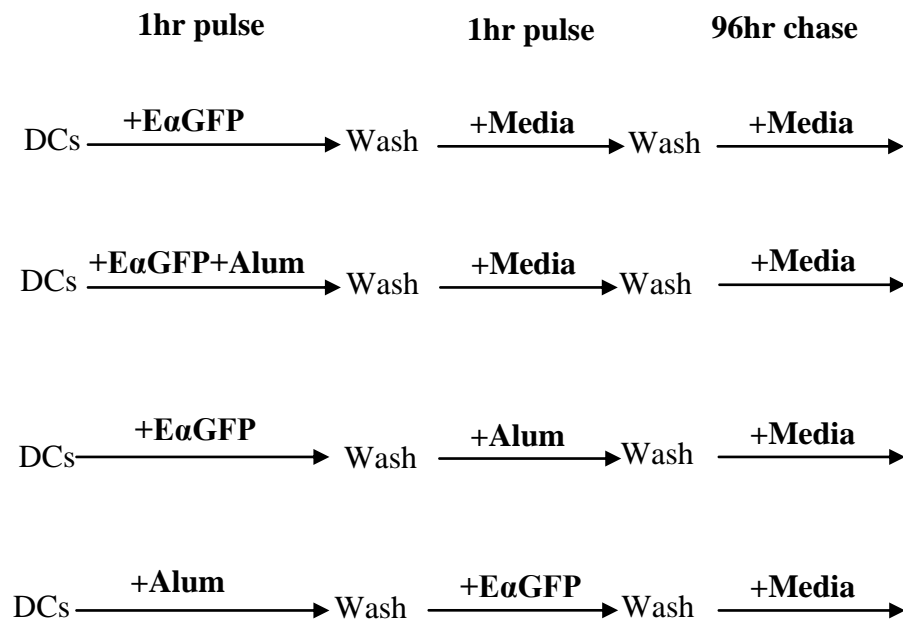 1hr pulse 1hr pulse 96hr chase
+EαGFP +Media +Media
DCs Wash Wash
+EαGFP+Alum +Media +Media
DCs Wash Wash
+EαGFP +Alum +Media
DCs Wash Wash
+Alum +EαGFP +Media
DCs Wash Wash